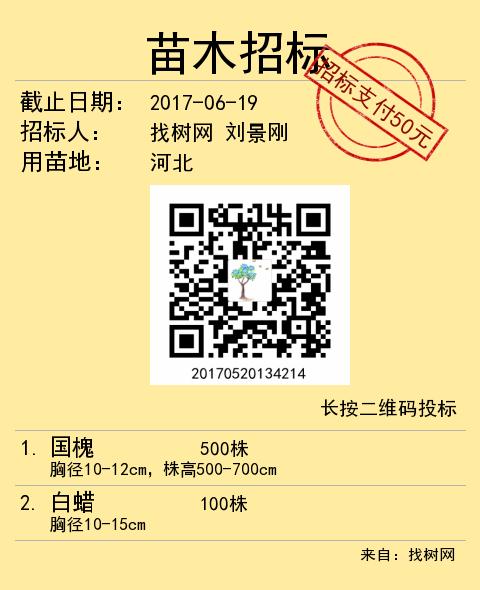 苗木招标
招标支付50元
截止日期： 2017-06-19
招标人： 找树网 刘景刚
用苗地： 河北
20170520134214
长按二维码投标
1. 国槐 500株
胸径10-12cm, 株高500-700cm
2. 白蜡 100株
胸径10-15cm
来自：找树网